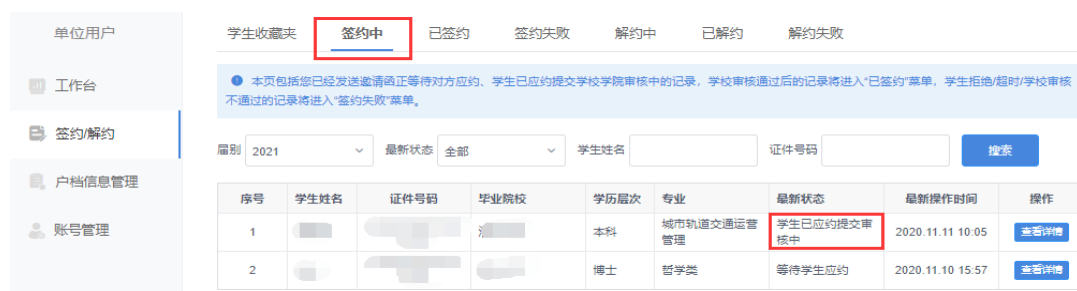 单位用户
工作台
签约/解约
户档信息管理
账号管理
学生收藏夹 签约中 已签约 签约失败 解约中 已解约 解约失败
本页包括您已经发送邀请函正等待对方应约、学生已应约提交学校学院审核中的记录，学校审核通过后的记录将进入“已签约”菜单，学生拒绝/超时/学校审核
不通过的记录将进入“签约失败”菜单。
届别 2021 最新状态 全部 学生姓名 证件号码 搜索
序号 学生姓名 证件号码 毕业院校 学历层次 专业 最新状态 最新操作时间 操作
1 本科 城市轨道交通运营 学生已应约提交审 2020.11.11 10:05 查看详情
管理 核中
2 博士 哲学类 等待学生应约 2020.11.10 15:57 查看详情